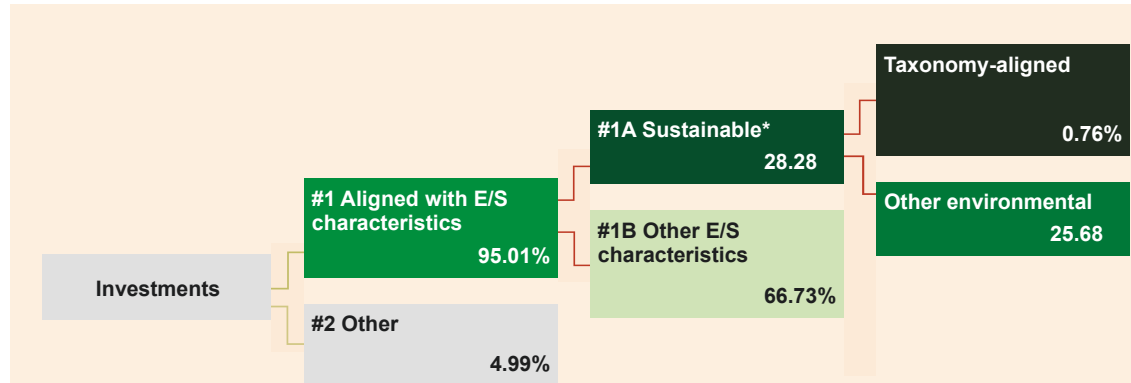 Investments
#1 Aligned with E/S
characteristics
95.01%
#2 Other
4.99%
#1A Sustainable*
28.28
#1B Other E/S
characteristics
66.73%
Taxonomy-aligned
0.76%
Other environmental
25.68